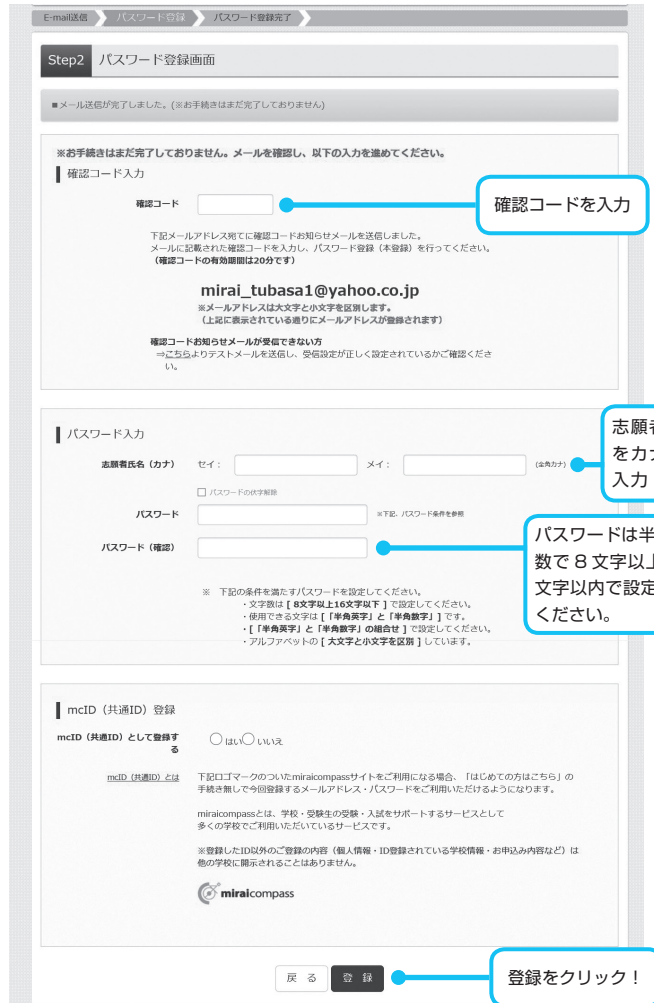 E-mail送信 パスワード登録 パスワード登録完了
Step2 パスワード登録画面
■メール送信が完了しました。(※お手続きはまだ完了しておりません)
※お手続きはまだ完了しておりません。メールを確認し、以下の入力を進めてください。
確認コード入力
確認コード
確認コードを入力
下記メールアドレス宛てに確認コードお知らせメールを送信しました。
メールに記載された確認コードを入力し、パスワード登録（本登録）を行ってください。
（確認コードの有効期間は20分です）
mirai_tubasa1@yahoo.co.jp
※メールアドレスは大文字と小文字を区別します。
（上記に表示されている通りにメールアドレスが登録されます）
確認コードお知らせメールが受信できない方
⇒こちらよりテストメールを送信し、受信設定が正しく設定されているかご確認くださ
い。
パスワード入力
志願者氏名（カナ） セイ： メイ： (全角カナ)
志願者
をカナ
入力
パスワードの伏字解除
パスワード ※下記、パスワード条件を参照
パスワード（確認）
パスワードは半
数で 8 文字以上
文字以内で設定
ください。
※ 下記の条件を満たすパスワードを設定してください。
・文字数は [ 8文字以上16文字以下 ] で設定してください。
・使用できる文字は [「半角英字」と「半角数字」] です。
・[「半角英字」と「半角数字」の組合せ ] で設定してください。
・アルファベットの [ 大文字と小文字を区別 ] しています。
mcID（共通ID）登録
mcID（共通ID）として登録す
る
はい いいえ
mcID（共通ID）とは
下記ロゴマークのついたmiraicompassサイトをご利用になる場合、「はじめての方はこちら」の
手続き無しで今回登録するメールアドレス・パスワードをご利用いただけるようになります。
miraicompassとは、学校・受験生の受験・入試をサポートするサービスとして
多くの学校でご利用いただいているサービスです。
※登録したID以外のご登録の内容（個人情報・ID登録されている学校情報・お申込み内容など）は
他の学校に開示されることはありません。
miraicompass
戻 る 登 録
登録をクリック！